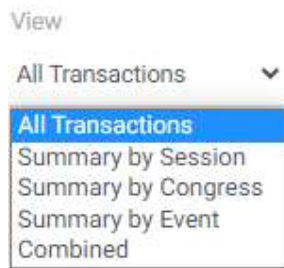 View
All Transactions
All Transactions
Summary by Session
Summary by Congress
Summary by Event
Combined